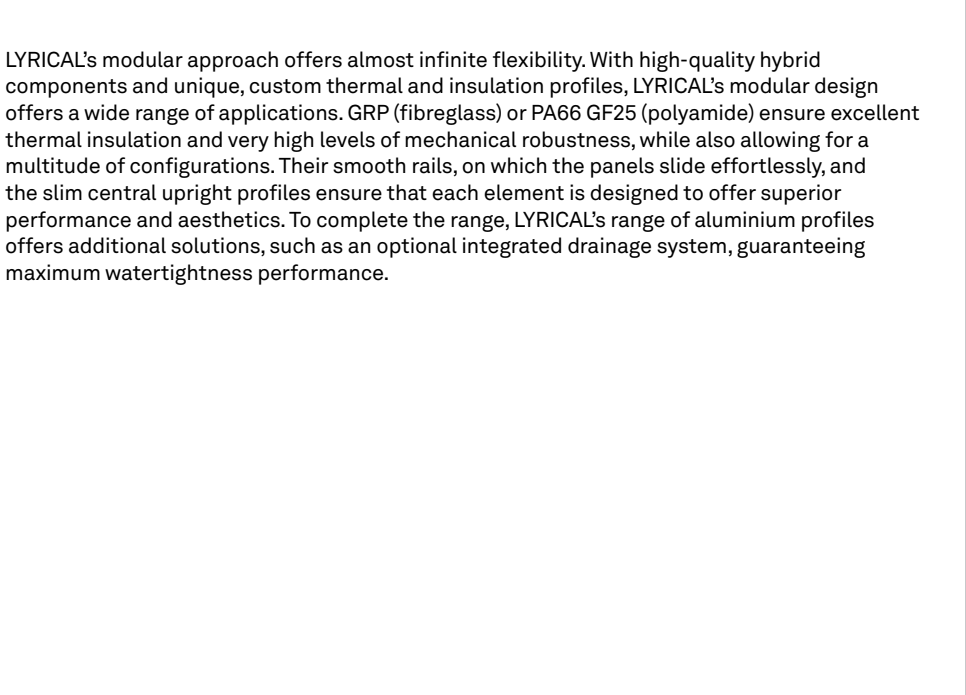 LYRICAL’s modular approach offers almost infinite flexibility. With high-quality hybrid
components and unique, custom thermal and insulation profiles, LYRICAL’s modular design
offers a wide range of applications. GRP (fibreglass) or PA66 GF25 (polyamide) ensure excellent
thermal insulation and very high levels of mechanical robustness, while also allowing for a
multitude of configurations. Their smooth rails, on which the panels slide effortlessly, and
the slim central upright profiles ensure that each element is designed to offer superior
performance and aesthetics. To complete the range, LYRICAL’s range of aluminium profiles
offers additional solutions, such as an optional integrated drainage system, guaranteeing
maximum watertightness performance.